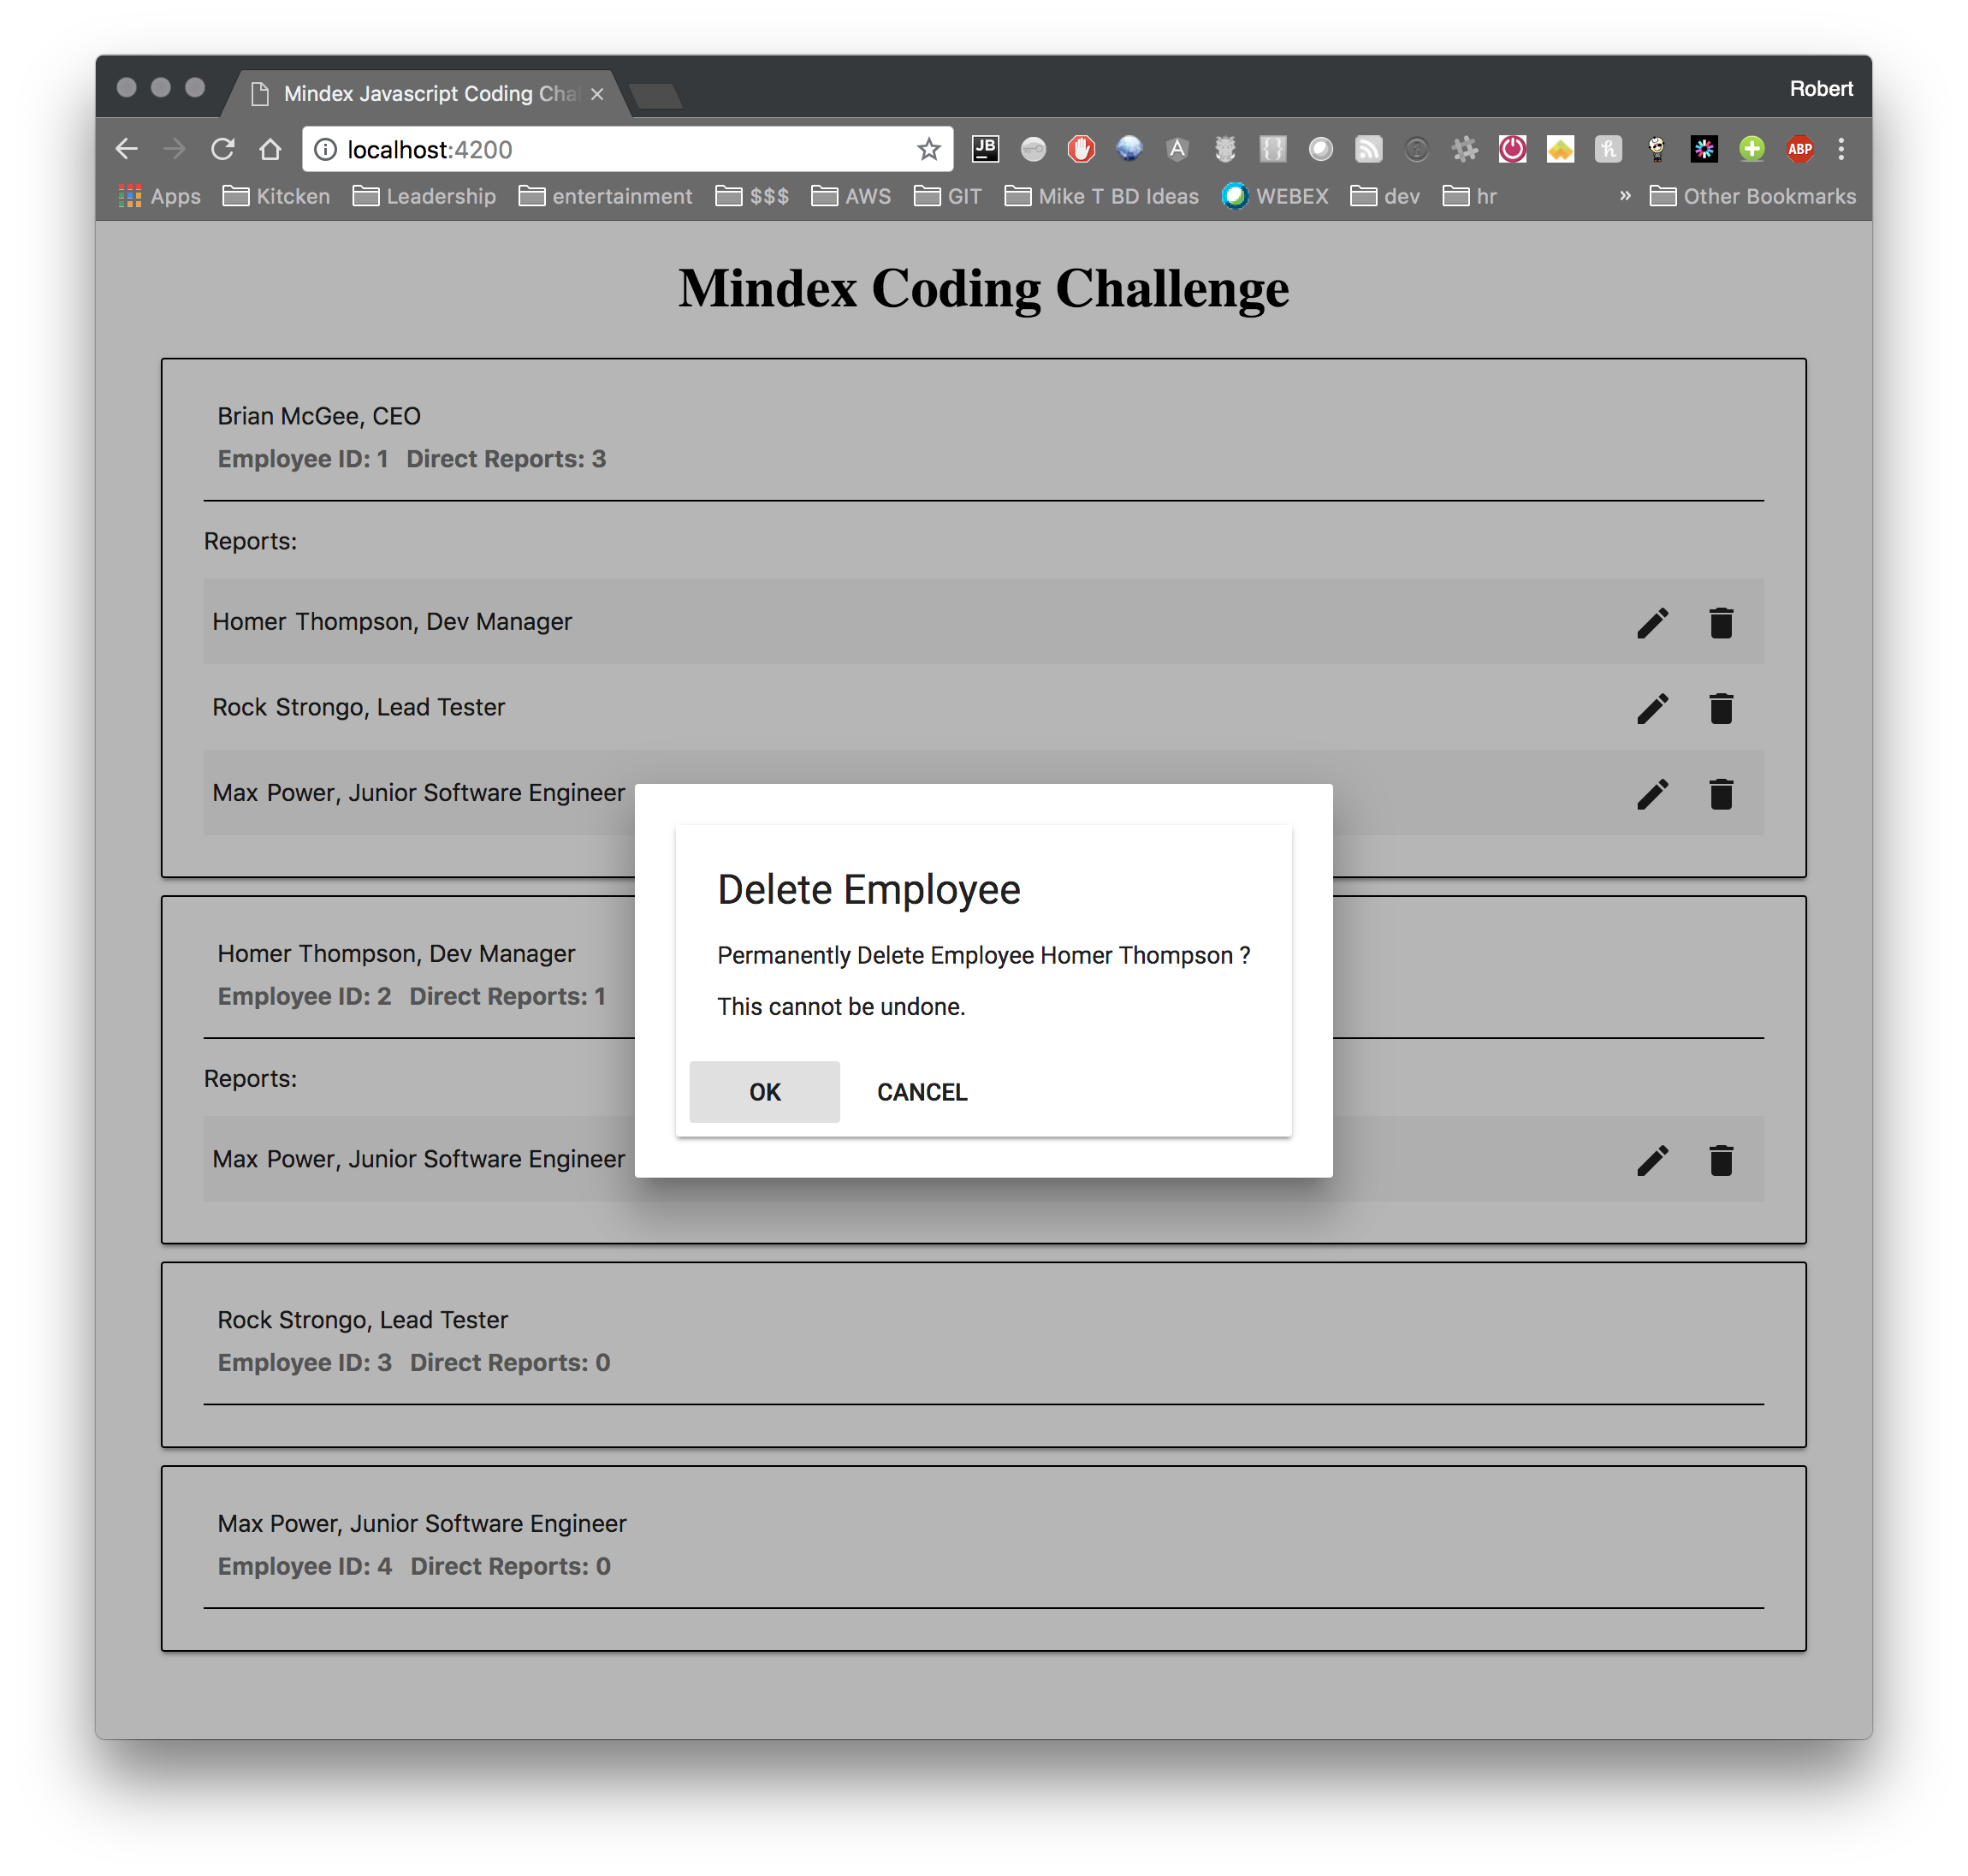 Mindex Javascript Coding Cha
Robert
localhost:4200
JB
ABP
Apps Kitcken Leadership entertainment $$$ AWS GIT Mike T BD Ideas WEBEX dev hr » Other Bookmarks
Mindex Coding Challenge
Brian McGee, CEO
Employee ID: 1 Direct Reports: 3
Reports:
Homer Thompson, Dev Manager
Rock Strongo, Lead Tester
Max Power, Junior Software Engineer
Delete Employee
Permanently Delete Employee Homer Thompson ?
This cannot be undone.
OK CANCEL
Homer Thompson, Dev Manager
Employee ID: 2 Direct Reports: 1
Reports:
Max Power, Junior Software Engineer
Rock Strongo, Lead Tester
Employee ID: 3 Direct Reports: 0
Max Power, Junior Software Engineer
Employee ID: 4 Direct Reports: 0